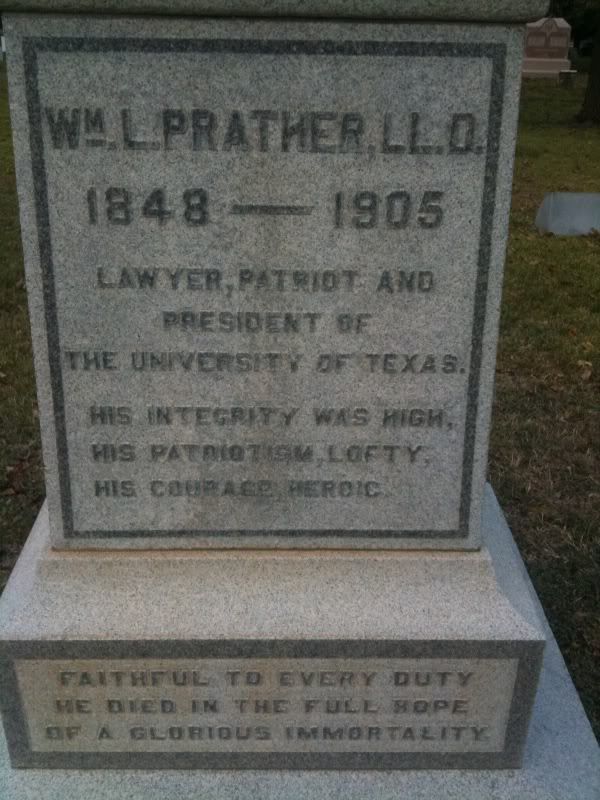 WM. L. PRATHER, LL. D.
1848 — 1905
LAWYER, PATRIOT AND
PRESIDENT OF
THE UNIVERSITY OF TEXAS.
HIS INTEGRITY WAS HIGH,
HIS PATRIOTISM, LOFTY,
HIS COURAGE, HEROIC.
FAITHFUL TO EVERY DUTY
HE DIED IN THE FULL HOPE
OF A GLORIOUS IMMORTALITY.